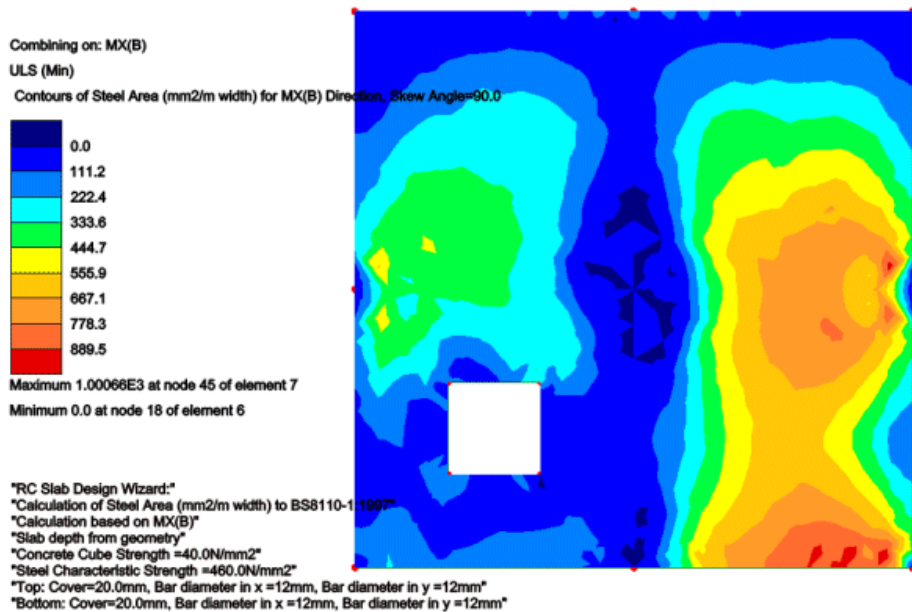 Combining on: MX(B)
ULS (Min)
Contours of Steel Area (mm2/m width) for MX(B) Direction, Skew Angle=90.0
0.0
111.2
222.4
333.6
444.7
555.9
667.1
778.3
889.5
Maximum 1.00066E3 at node 45 of element 7
Minimum 0.0 at node 18 of element 6
"RC Slab Design Wizard:"
"Calculation of Steel Area (mm2/m width) to BS8110-1:1997"
"Calculation based on MX(B)"
"Slab depth from geometry"
"Concrete Cube Strength =40.0N/mm2"
"Steel Characteristic Strength =460.0N/mm2"
"Top: Cover=20.0mm, Bar diameter in x =12mm, Bar diameter in y =12mm"
"Bottom: Cover=20.0mm, Bar diameter in x =12mm, Bar diameter in y =12mm"